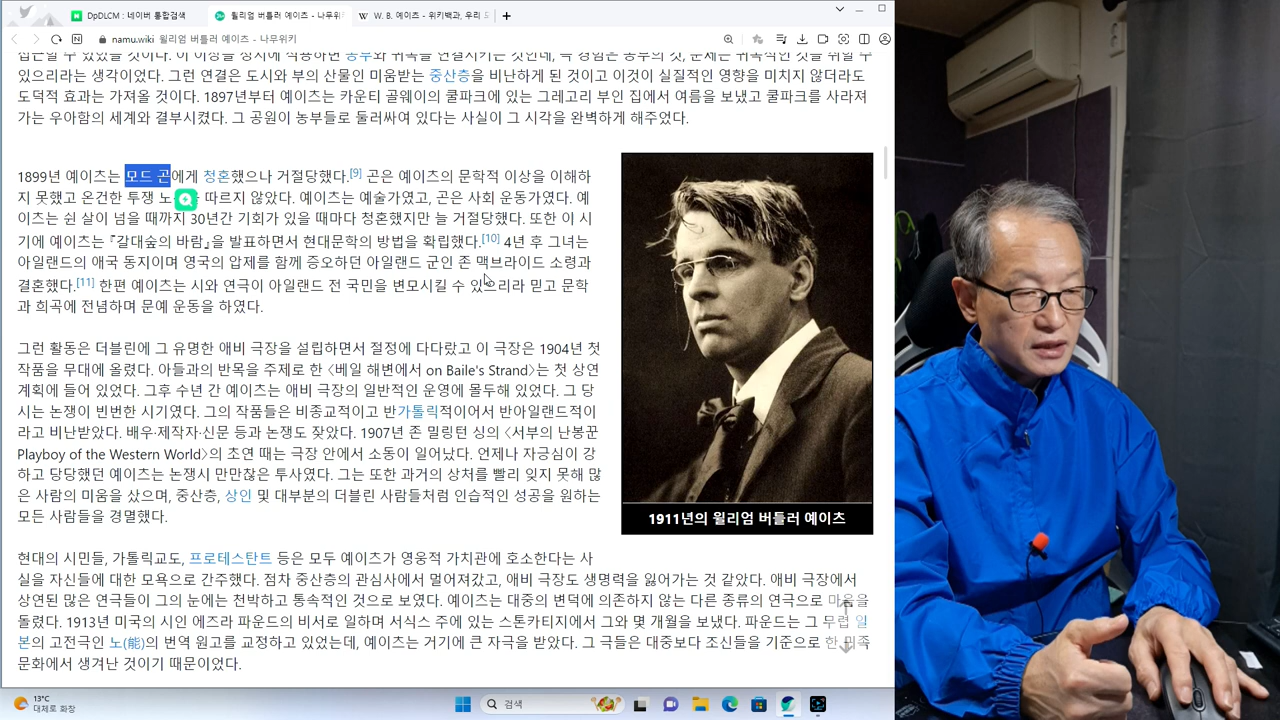 DpDLCM : 네이버 통합검색
윌리엄 버틀러 예이츠 - 나무위키
W. B. 예이츠 - 위키백과, 우리 모
namu.wiki 윌리엄 버틀러 예이츠 - 나무위키
있으리라는 생각이었다. 그런 연결은 도시와 부의 산물인 미움받는 중산층을 비난하게 된 것이고 이것이 실질적인 영향을 미치지 않더라도
도덕적 효과는 가져올 것이다. 1897년부터 예이츠는 카운티 골웨이의 쿨파크에 있는 그레고리 부인 집에서 여름을 보냈고 쿨파크를 사라져
가는 우아함의 세계와 결부시켰다. 그 공원이 농부들로 둘러싸여 있다는 사실이 그 시각을 완벽하게 해주었다.
1899년 예이츠는 모드 곤에게 청혼했으나 거절당했다.[9] 곤은 예이츠의 문학적 이상을 이해하
지 못했고 온건한 투쟁 노 따르지 않았다. 예이츠는 예술가였고, 곤은 사회 운동가였다. 예
이츠는 쉰 살이 넘을 때까지 30년간 기회가 있을 때마다 청혼했지만 늘 거절당했다. 또한 이 시
기에 예이츠는 『갈대숲의 바람』을 발표하면서 현대문학의 방법을 확립했다.[10] 4년 후 그녀는
아일랜드의 애국 동지이며 영국의 압제를 함께 증오하던 아일랜드 군인 존 맥브라이드 소령과
결혼했다.[11] 한편 예이츠는 시와 연극이 아일랜드 전 국민을 변모시킬 수 있으리라 믿고 문학
과 희곡에 전념하며 문예 운동을 하였다.
그런 활동은 더블린에 그 유명한 애비 극장을 설립하면서 절정에 다다랐고 이 극장은 1904년 첫
작품을 무대에 올렸다. 아들과의 반목을 주제로 한 〈베일 해변에서 on Baile's Strand〉는 첫 상연
계획에 들어 있었다. 그후 수년 간 예이츠는 애비 극장의 일반적인 운영에 몰두해 있었다. 그 당
시는 논쟁이 빈번한 시기였다. 그의 작품들은 비종교적이고 반가톨릭적이어서 반아일랜드적이
라고 비난받았다. 배우·제작자·신문 등과 논쟁도 잦았다. 1907년 존 밀링턴 싱의 〈서부의 난봉꾼
Playboy of the Western World〉의 초연 때는 극장 안에서 소동이 일어났다. 언제나 자긍심이 강
하고 당당했던 예이츠는 논쟁시 만만찮은 투사였다. 그는 또한 과거의 상처를 빨리 잊지 못해 많
은 사람의 미움을 샀으며, 중산층, 상인 및 대부분의 더블린 사람들처럼 인습적인 성공을 원하는
모든 사람들을 경멸했다.
1911년의 윌리엄 버틀러 예이츠
현대의 시민들, 가톨릭교도, 프로테스탄트 등은 모두 예이츠가 영웅적 가치관에 호소한다는 사
실을 자신들에 대한 모욕으로 간주했다. 점차 중산층의 관심사에서 멀어져갔고, 애비 극장도 생명력을 잃어가는 것 같았다. 애비 극장에서
상연된 많은 연극들이 그의 눈에는 천박하고 통속적인 것으로 보였다. 예이츠는 대중의 변덕에 의존하지 않는 다른 종류의 연극으로 마음을
돌렸다. 1913년 미국의 시인 에즈라 파운드의 비서로 일하며 서식스 주에 있는 스톤카티지에서 그와 몇 개월을 보냈다. 파운드는 그 무렵 일
본의 고전극인 노(能)의 번역 원고를 교정하고 있었는데, 예이츠는 거기에 큰 자극을 받았다. 그 극들은 대중보다 조신들을 기준으로 한 민족
문화에서 생겨난 것이기 때문이었다.
13°C
대체로 화창
검색